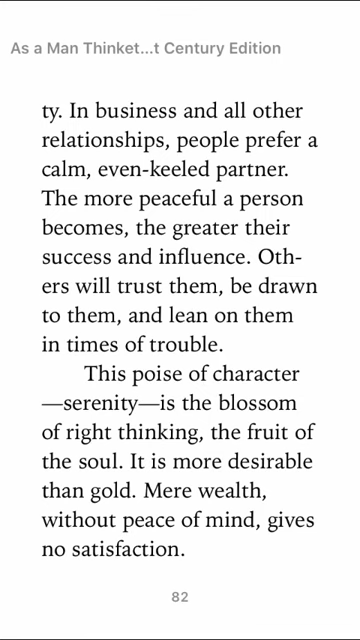 As a Man Thinket...t Century Edition
ty. In business and all other
relationships, people prefer a
calm, even-keeled partner.
The more peaceful a person
becomes, the greater their
success and influence. Oth-
ers will trust them, be drawn
to them, and lean on them
in times of trouble.
This poise of character
—serenity—is the blossom
of right thinking, the fruit of
the soul. It is more desirable
than gold. Mere wealth,
without peace of mind, gives
no satisfaction.
82